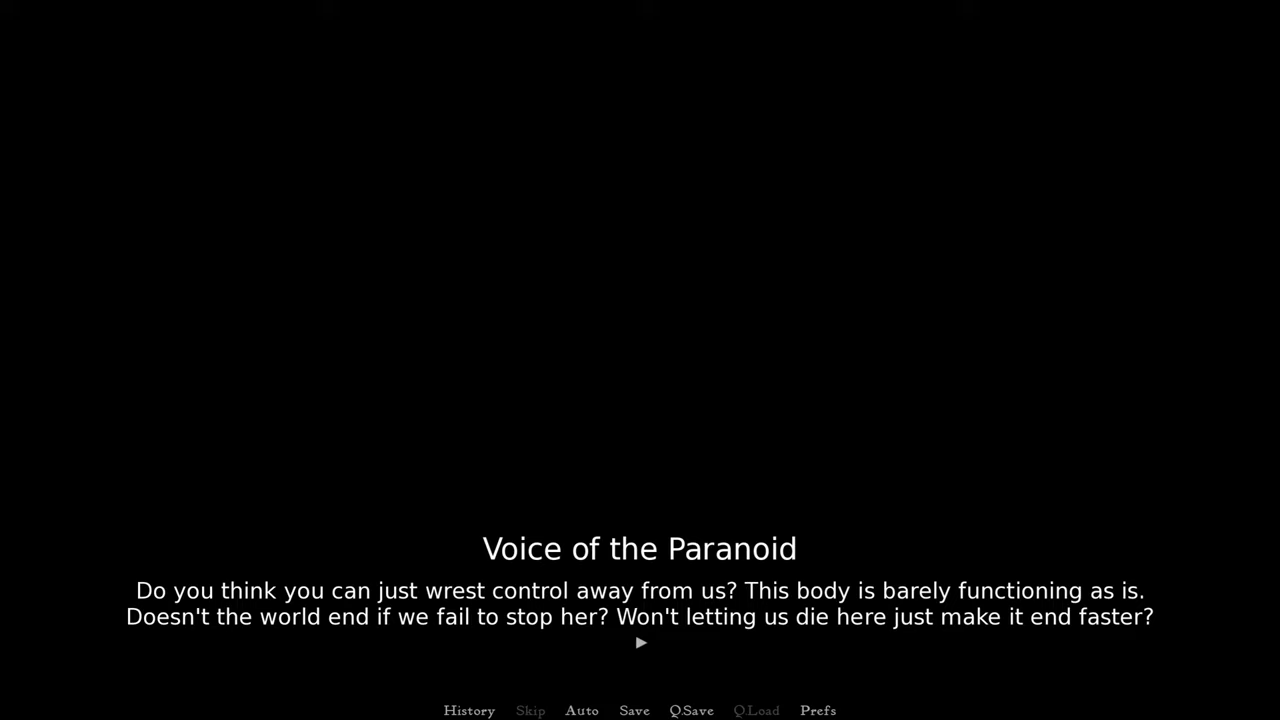 Voice of the Paranoid
Do you think you can just wrest control away from us? This body is barely functioning as is.
Doesn't the world end if we fail to stop her? Won't letting us die here just make it end faster?
History Skip Auto Save Q.Save Q.Load Prefs